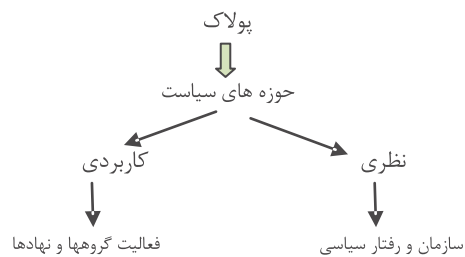 پولاک
حوزه های سیاست
نظری
کاربردی
سازمان و رفتار سیاسی
فعالیت گروهها و نهادها